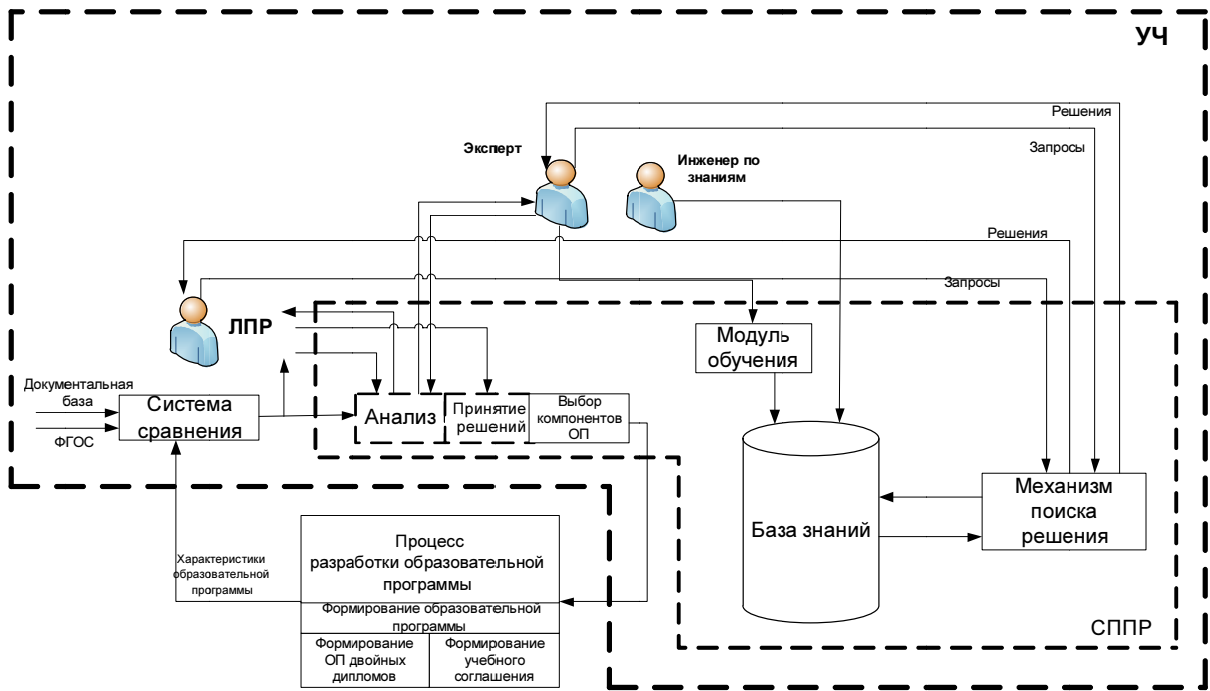 УЧ
Решения
Запросы
Эксперт
Инженер по
знаниям
Решения
Запросы
ЛПР
Модуль
обучения
Документальная
база
ФГОС
Система
сравнения
Анализ
Принятие
решений
Выбор
компонентов
ОП
База знаний
Механизм
поиска
решения
СППР
Характеристики
образовательной
программы
Процесс
разработки образовательной
программы
Формирование образовательной
программы
Формирование
ОП двойных
дипломов
Формирование
учебного
соглашения